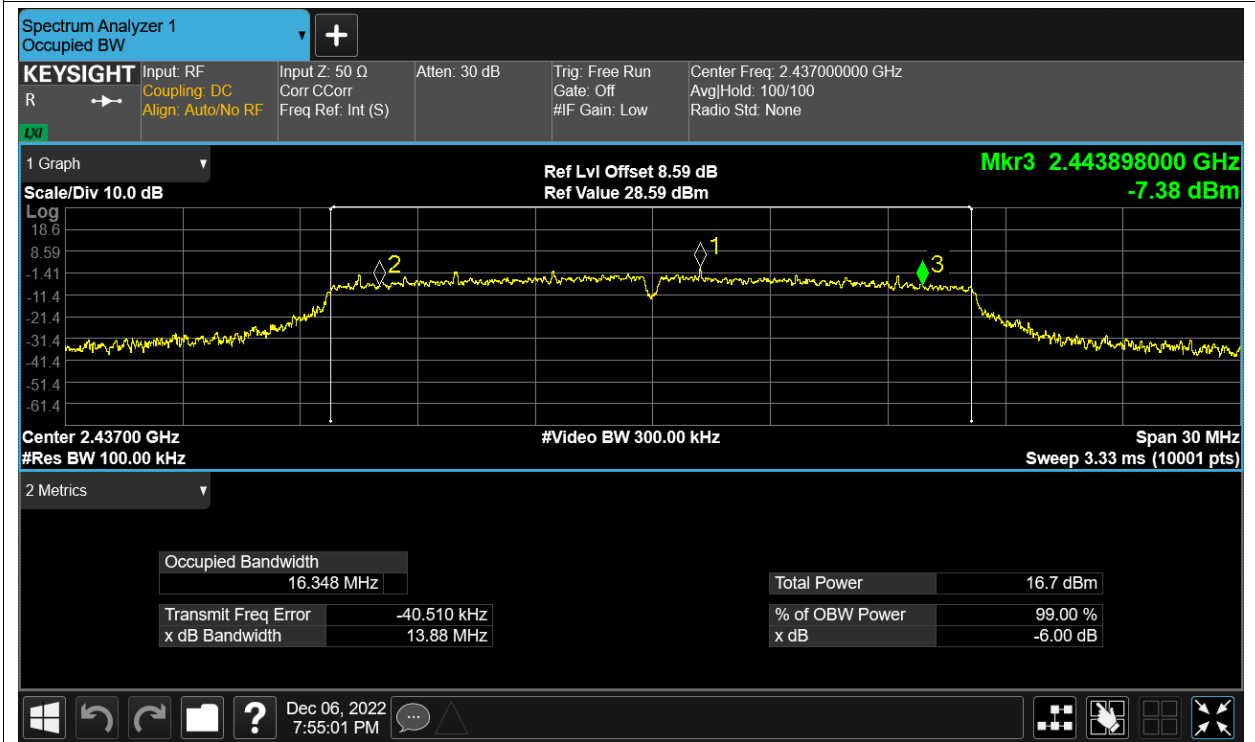 Spectrum Analyzer 1
Occupied BW
KEYSIGHT
R
LXI
Input: RF
Coupling: DC
Align: Auto/No RF
Input Z: 50 Ω
Corr CCorr
Freq Ref: Int (S)
Atten: 30 dB
Trig: Free Run
Gate: Off
#IF Gain: Low
Center Freq: 2.437000000 GHz
Avg|Hold: 100/100
Radio Std: None
1 Graph
Scale/Div 10.0 dB
Ref Lvl Offset 8.59 dB
Ref Value 28.59 dBm
Mkr3 2.443898000 GHz
-7.38 dBm
Log
18.6
8.59
-1.41
-11.4
-21.4
-31.4
-41.4
-51.4
-61.4
2
1
3
Center 2.43700 GHz
#Res BW 100.00 kHz
#Video BW 300.00 kHz
Span 30 MHz
Sweep 3.33 ms (10001 pts)
2 Metrics
Occupied Bandwidth
16.348 MHz
Transmit Freq Error -40.510 kHz
x dB Bandwidth 13.88 MHz
Total Power 16.7 dBm
% of OBW Power 99.00 %
x dB -6.00 dB
?
Dec 06, 2022
7:55:01 PM